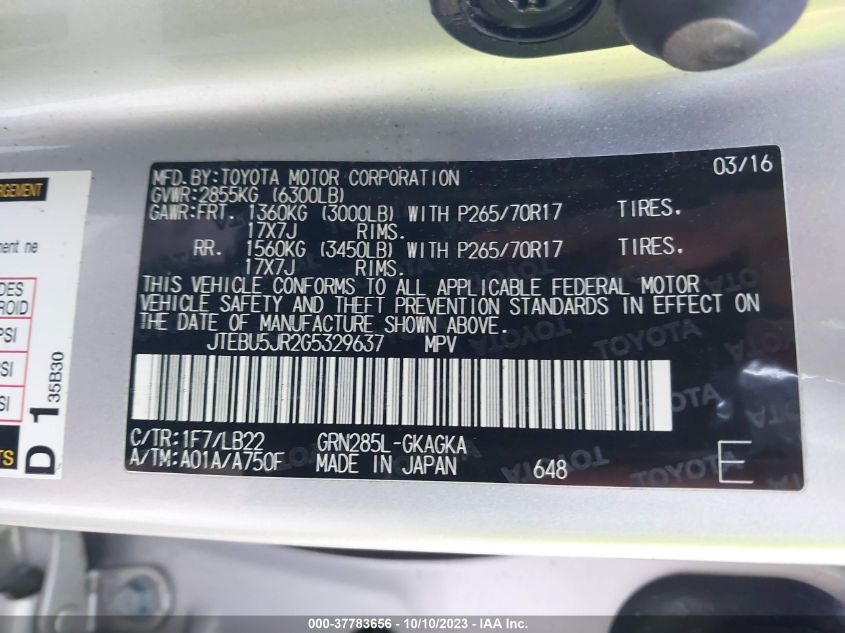 MFD.BY:TOYOTA MOTOR CORPORATION 03/16
GVWR:2855KG (6300LB)
GAWR:FRT. 1360KG (3000LB) WITH P265/70R17 TIRES.
17X7J RIMS.
RR. 1560KG (3450LB) WITH P265/70R17 TIRES.
17X7J RIMS.
THIS VEHICLE CONFORMS TO ALL APPLICABLE FEDERAL MOTOR
VEHICLE SAFETY AND THEFT PREVENTION STANDARDS IN EFFECT ON
THE DATE OF MANUFACTURE SHOWN ABOVE.
JTEBU5JR2G5329637 MPV
C/TR:1F7/LB22 GRN285L-GKAGKA
A/TM:A01A/A750F MADE IN JAPAN 648 E
ne
PSI
SI
D 1 35B30
000-37783656 - 10/10/2023 - IAA Inc.